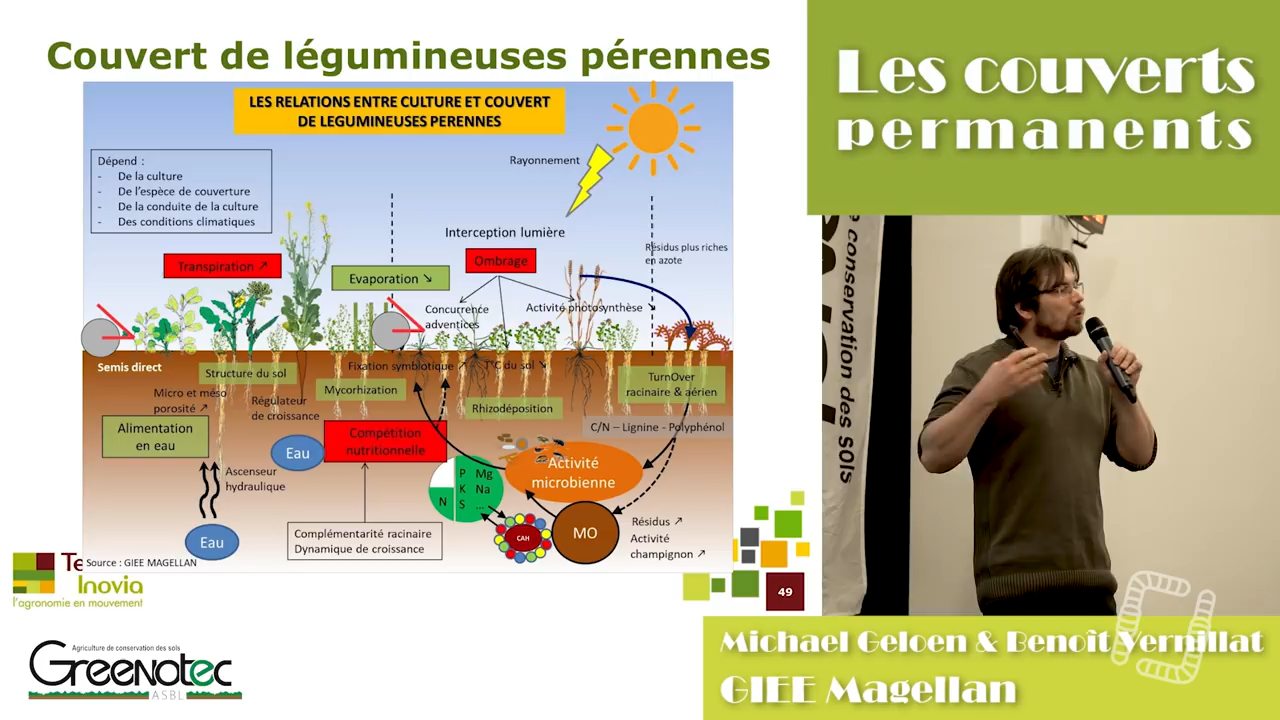 Couvert de légumineuses pérennes
LES RELATIONS ENTRE CULTURE ET COUVERT
DE LEGUMINEUSES PERENNES
Dépend :
- De la culture
- De l'espèce de couverture
- De la conduite de la culture
- Des conditions climatiques
Rayonnement
Interception lumière
Ombrage
Résidus plus riches
en azote
Transpiration ↗
Evaporation ↘
Concurrence
adventices
Activité photosynthèse ↘
Semis direct
Structure du sol
Fixation symbiotique ↗
T°C du sol ↘
Micro et méso
porosité ↗
Régulateur
de croissance
Mycorhization
Rhizodéposition
TurnOver
racinaire & aérien
C/N – Lignine - Polyphénol
Alimentation
en eau
Eau
Compétition
nutritionnelle
Activité
microbienne
Ascenseur
hydraulique
N
P Mg
K Na
S ...
CAH
MO
Résidus ↗
Activité
champignon ↗
Eau
Complémentarité racinaire
Dynamique de croissance
Source : GIEE MAGELLAN
Te
Inovia
l'agronomie en mouvement
49
Agriculture de conservation des sols
Greenotec
ASBL
Les couverts
permanents
conservation des Sols
Michael Geloen & Benoît Vernillat
GIEE Magellan